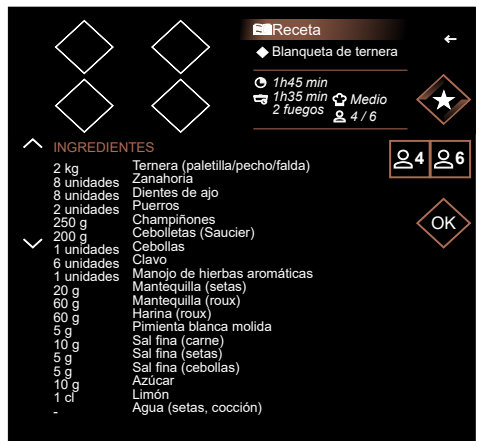 Receta
Blanqueta de ternera
1h45 min
1h35 min
2 fuegos
Medio
4 / 6
INGREDIENTES
4
6
OK
2 kg Ternera (paletilla/pecho/falda)
8 unidades Zanahoria
8 unidades Dientes de ajo
2 unidades Puerros
250 g Champiñones
200 g Cebolletas (Saucier)
1 unidades Cebollas
6 unidades Clavo
1 unidades Manojo de hierbas aromáticas
20 g Mantequilla (setas)
60 g Mantequilla (roux)
60 g Harina (roux)
5 g Pimienta blanca molida
10 g Sal fina (carne)
5 g Sal fina (setas)
5 g Sal fina (cebollas)
10 g Azúcar
1 cl Limón
- Agua (setas, cocción)